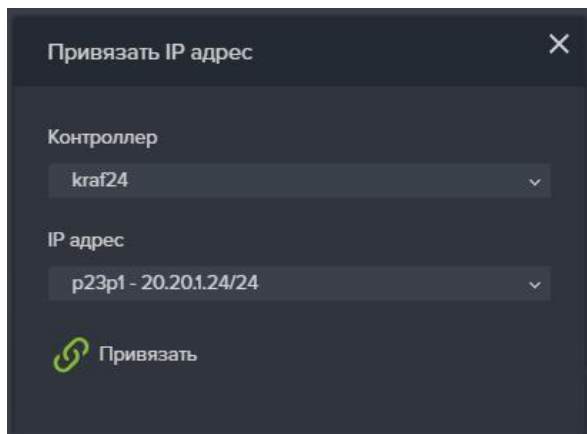 Привязать IP адрес
Контроллер
kraf24
IP адрес
p23p1 - 20.20.1.24/24
Привязать